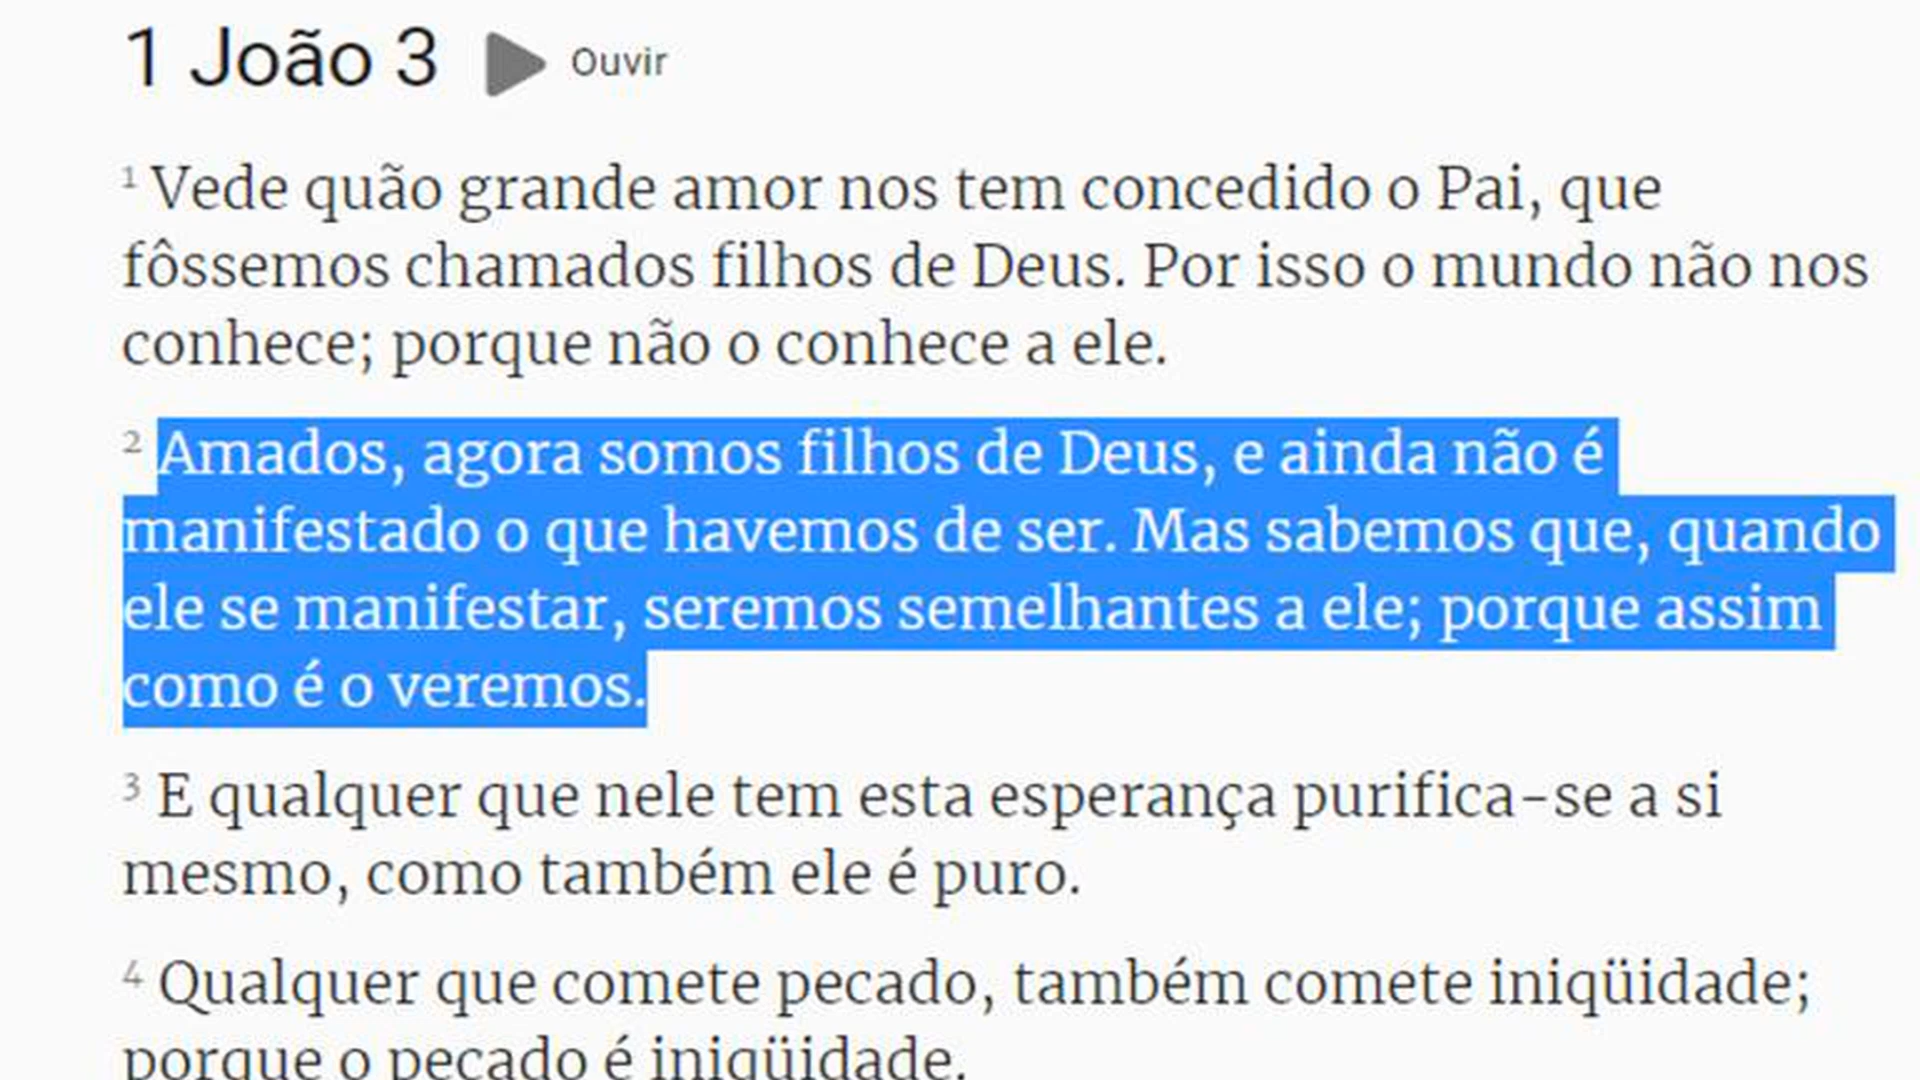 1 João 3 Ouvir
1 Vede quão grande amor nos tem concedido o Pai, que
fôssemos chamados filhos de Deus. Por isso o mundo não nos
conhece; porque não o conhece a ele.
2 Amados, agora somos filhos de Deus, e ainda não é
manifestado o que havemos de ser. Mas sabemos que, quando
ele se manifestar, seremos semelhantes a ele; porque assim
como é o veremos.
3 E qualquer que nele tem esta esperança purifica-se a si
mesmo, como também ele é puro.
4 Qualquer que comete pecado, também comete iniqüidade;
porque o pecado é iniqüidade.